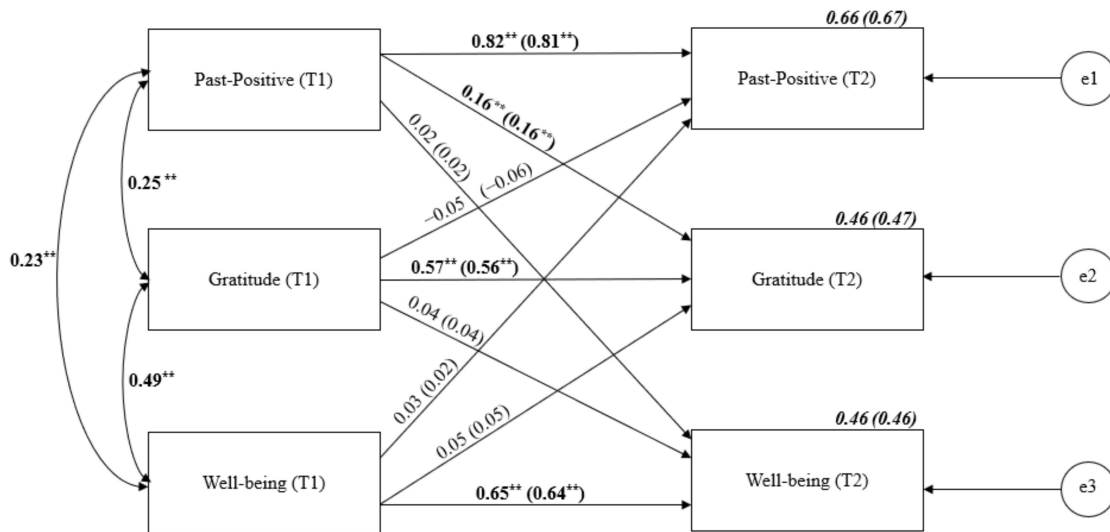 0.66 (0.67)
0.82** (0.81**)
Past-Positive (T1)
Past-Positive (T2)
e1
0.16** (0.16**)
0.02 (0.02)
−0.05 (−0.06)
0.25 **
0.46 (0.47)
0.23**
Gratitude (T1)
0.57** (0.56**)
Gratitude (T2)
e2
0.04 (0.04)
0.49**
0.03 (0.02)
0.05 (0.05)
0.46 (0.46)
Well-being (T1)
0.65** (0.64**)
Well-being (T2)
e3